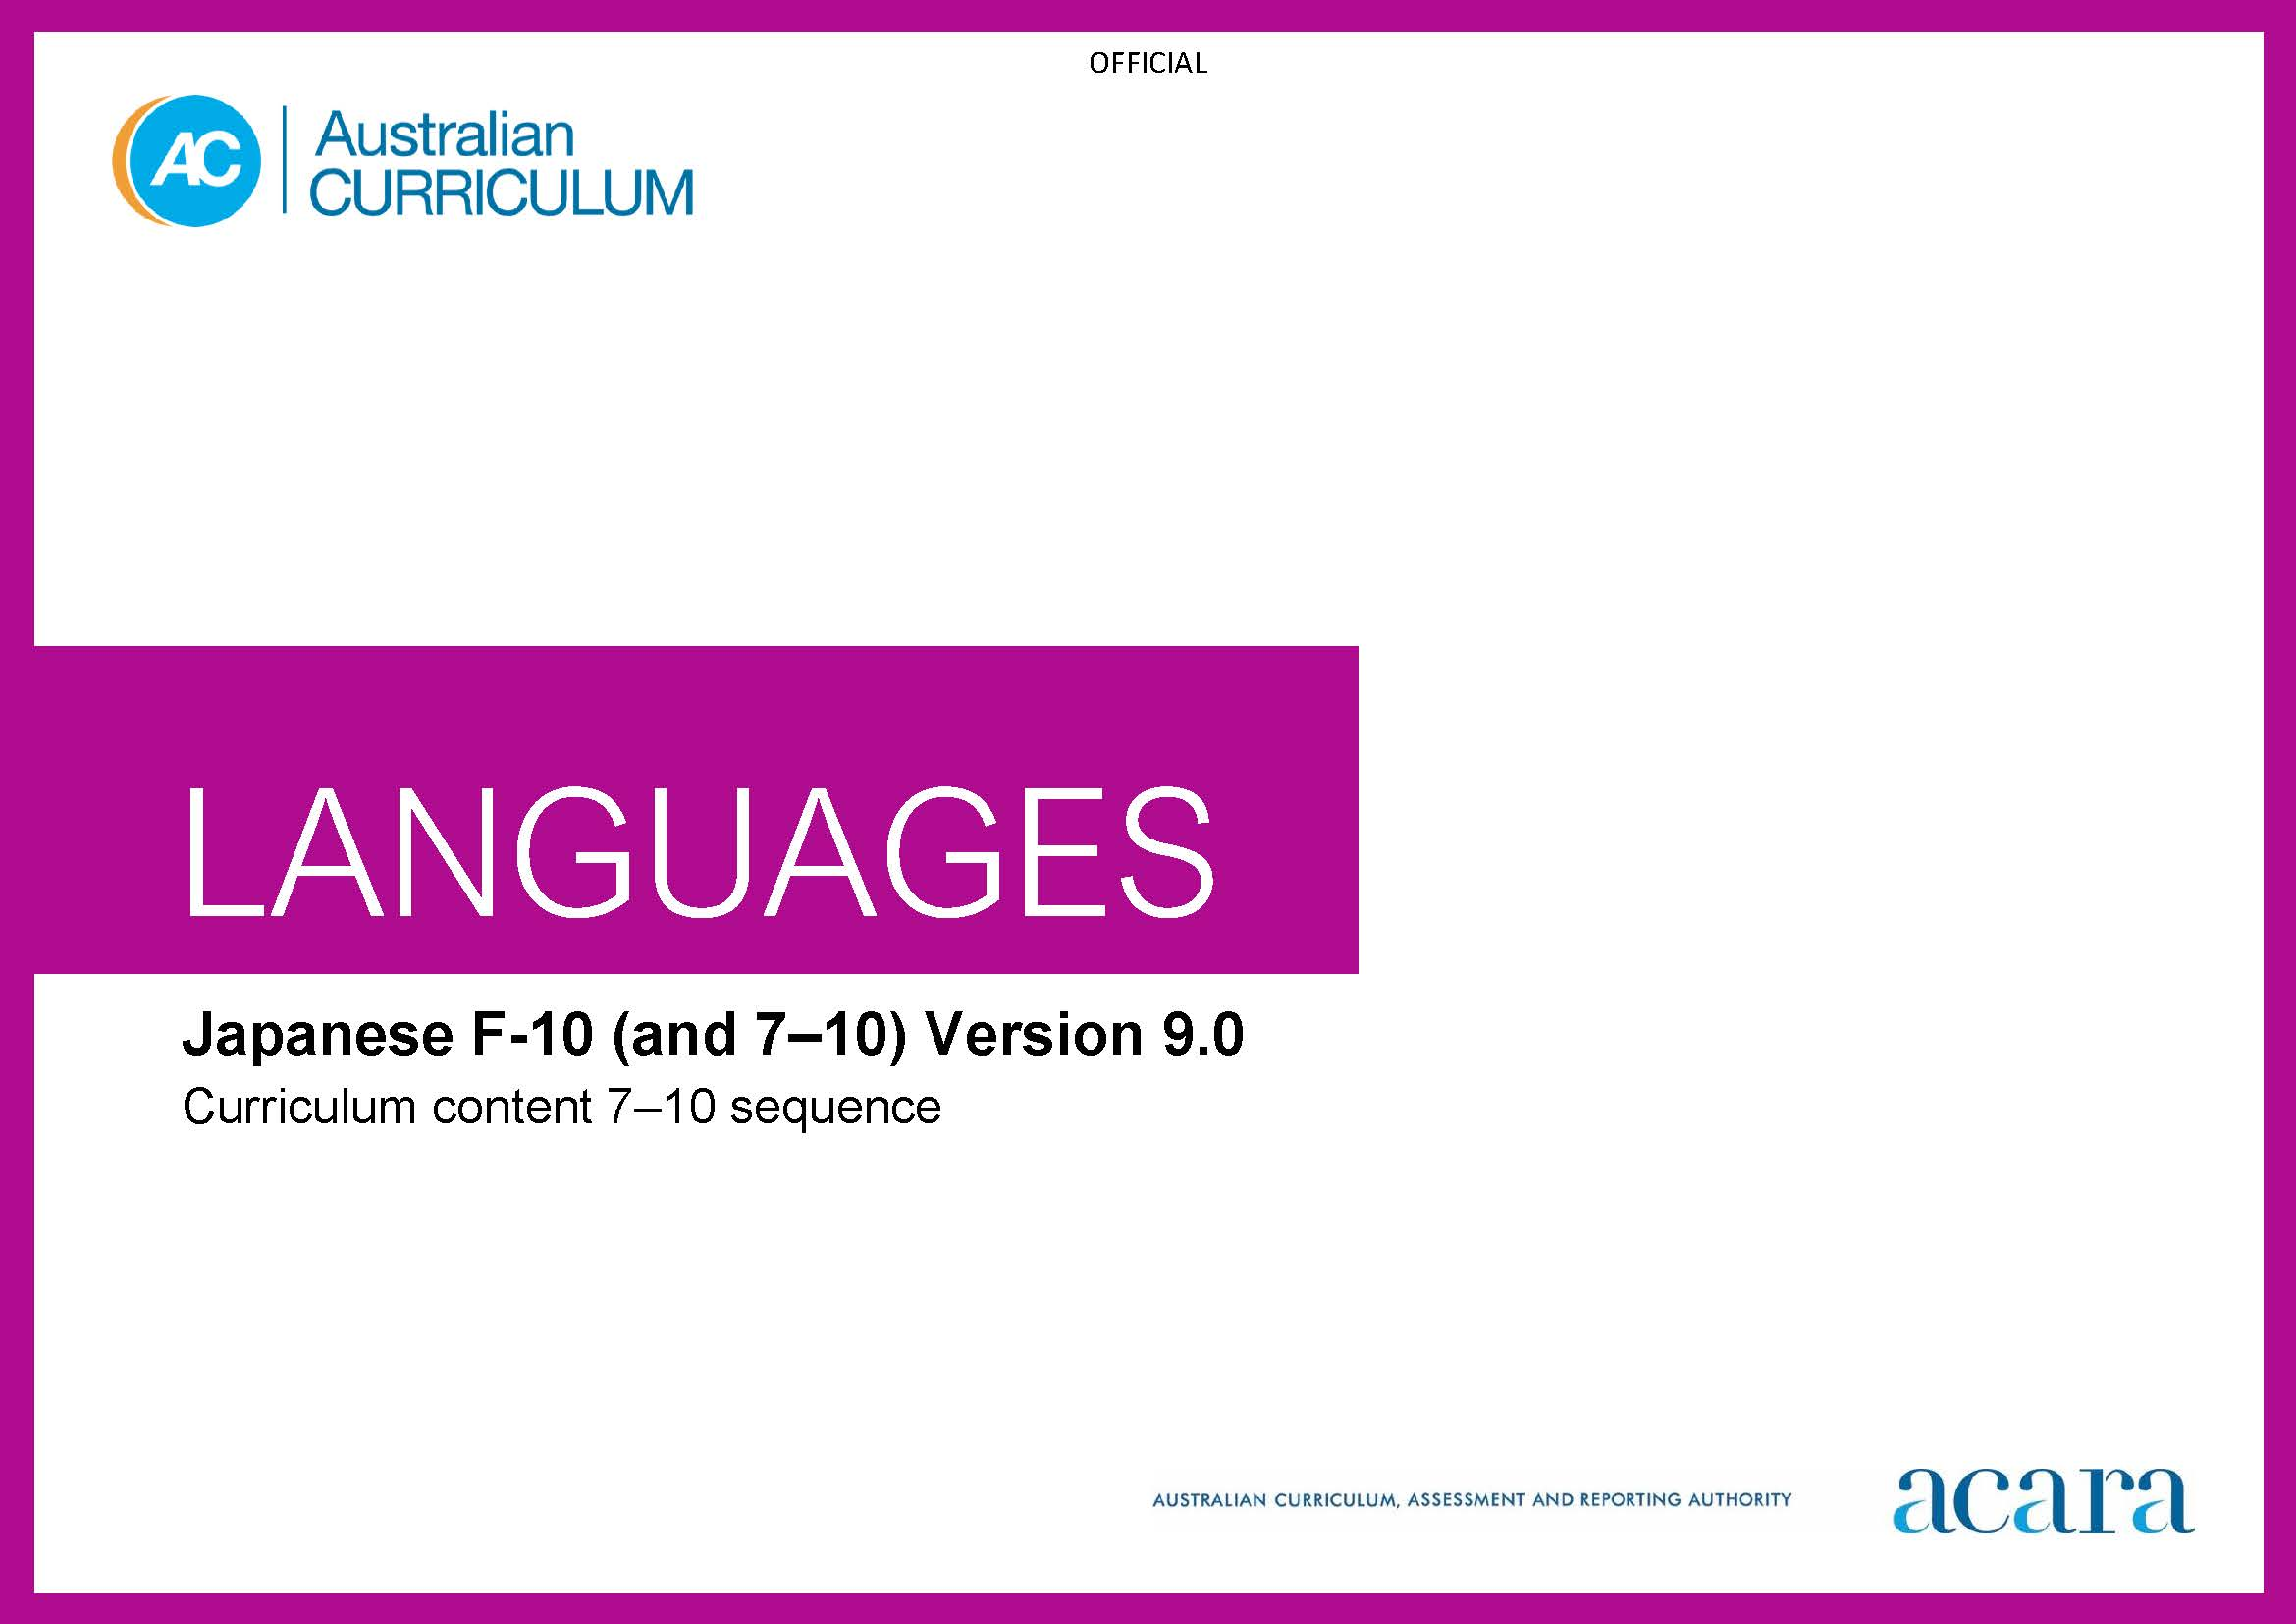 OFFICIAL
AC
Australian
CURRICULUM
LANGUAGES
Japanese F-10 (and 7–10) Version 9.0
Curriculum content 7–10 sequence
AUSTRALIAN CURRICULUM, ASSESSMENT AND REPORTING AUTHORITY
acara